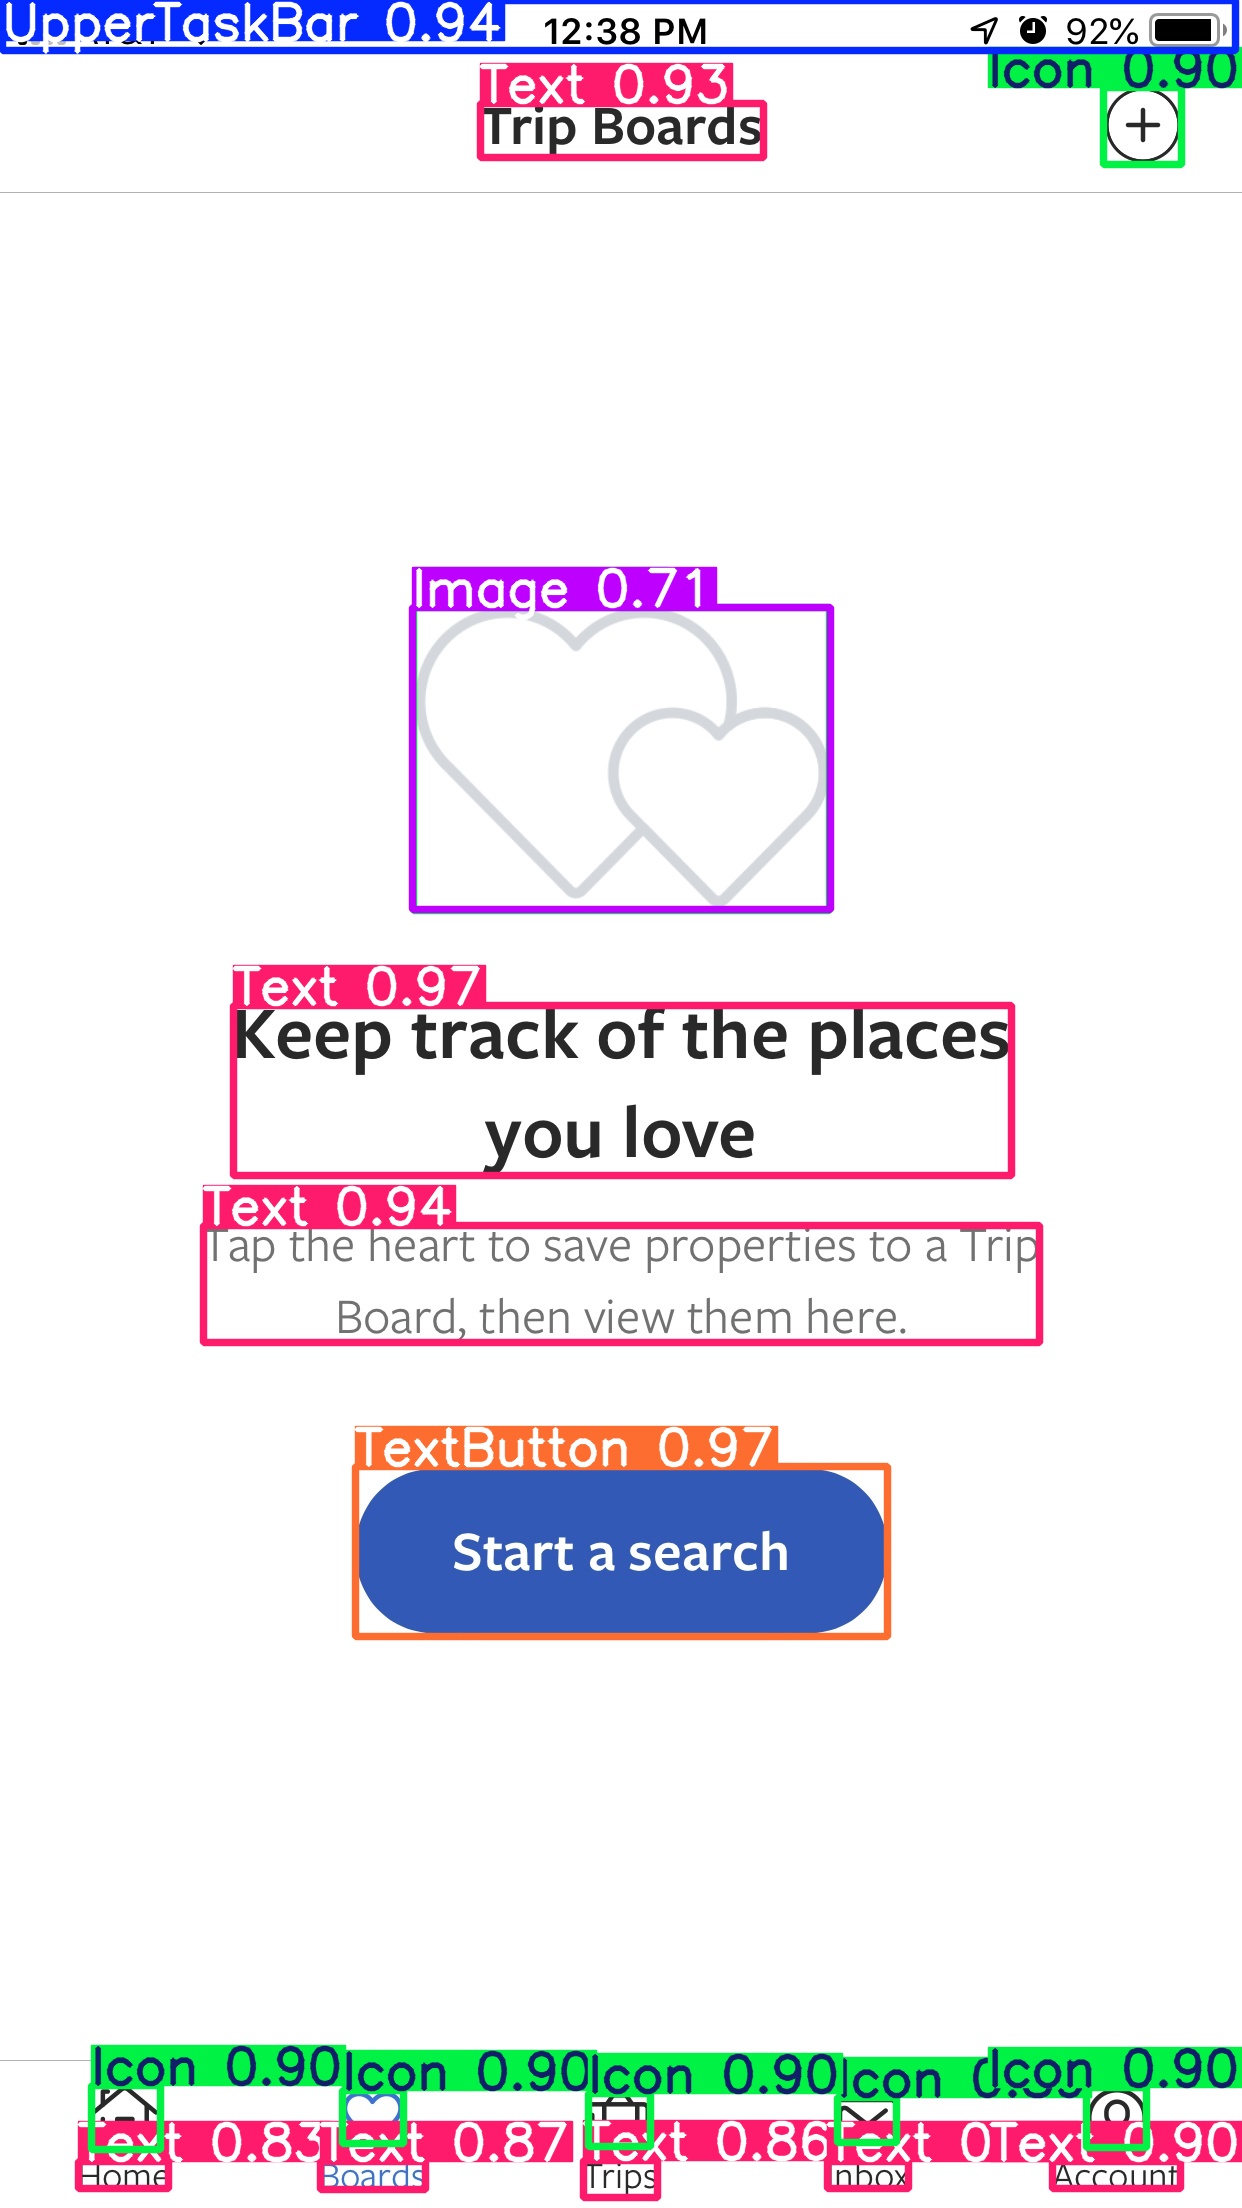 UpperTaskBar 0.94
12:38 PM
92%
Icon 0.90
Text 0.93
Trip Boards
Image 0.71
Text 0.97
Keep track of the places
you love
Text 0.94
Tap the heart to save properties to a Trip
Board, then view them here.
TextButton 0.97
Start a search
Icon 0.90
Icon 0.90
Icon 0.90
Icon
Icon 0.90
Text 0.83
Text 0.87
Text 0.86
Text
Text 0.90
Home
Boards
Trips
Inbox
Account